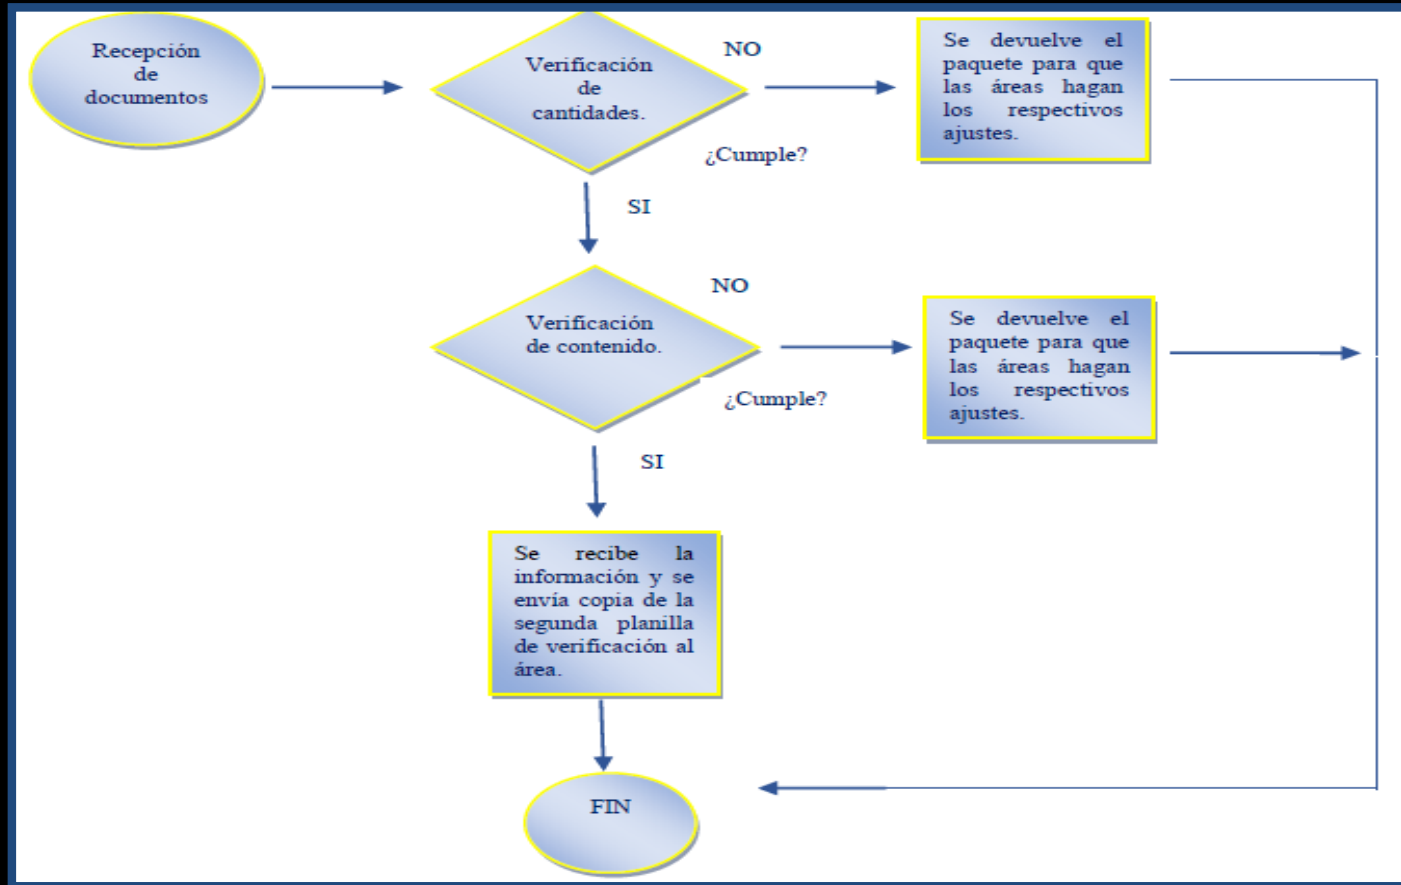 Recepción
de
documentos
Verificación
de
cantidades.
NO
¿Cumple?
Se devuelve el
paquete para que
las áreas hagan
los respectivos
ajustes.
SI
Verificación
de contenido.
NO
¿Cumple?
Se devuelve el
paquete para que
las áreas hagan
los respectivos
ajustes.
SI
Se recibe la
información y se
envía copia de la
segunda planilla
de verificación al
área.
FIN